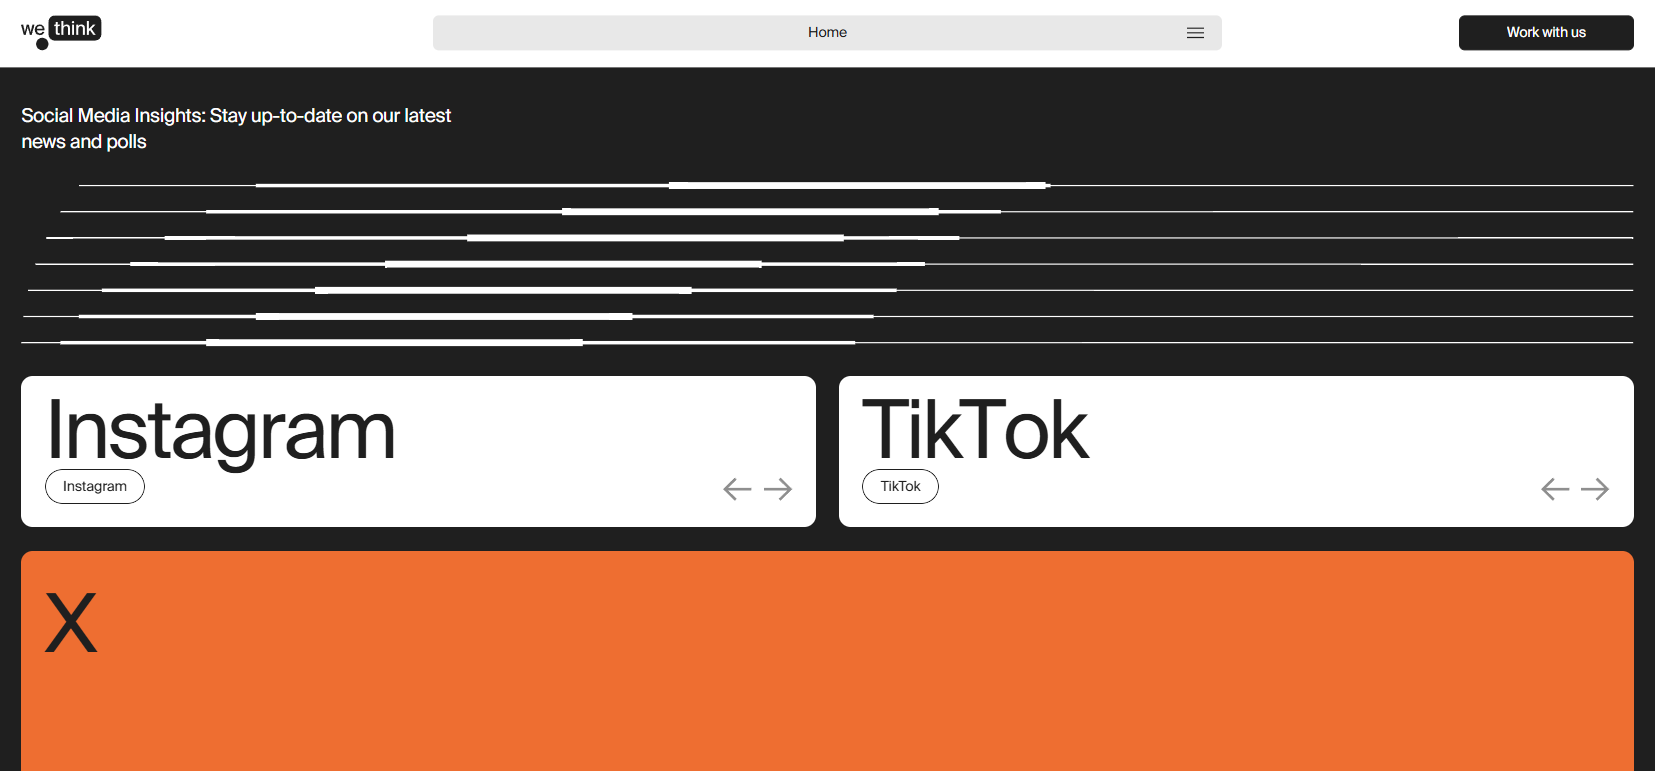 we think
Home
Work with us
Social Media Insights: Stay up-to-date on our latest
news and polls
Instagram
Instagram
TikTok
TikTok
X